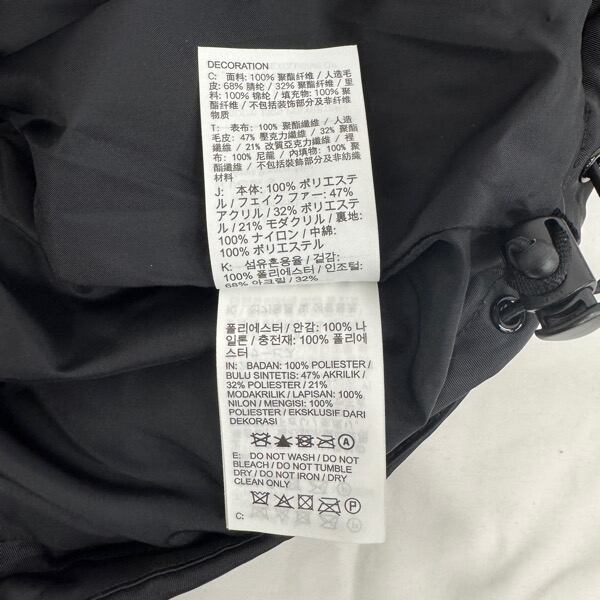 DECORATION
C: 面料: 100% 聚酯纤维 / 人造毛
皮: 68% 腈纶 / 32% 聚酯纤维 / 里
料: 100% 锦纶 / 填充物: 100% 聚
酯纤维 / 不包括装饰部分及非纤维
物质
T: 表布: 100% 聚酯纖維 / 人造
毛皮: 47% 壓克力纖維 / 32% 聚酯
纖維 / 21% 改質亞克力纖維 / 裡
布: 100% 尼龍 / 內填物: 100% 聚
酯纖維 / 不包括裝飾部分及非紡織
材料
J: 本体: 100% ポリエステ
ル / フェイク ファー: 47%
アクリル / 32% ポリエステ
ル / 21% モダクリル / 裏地:
100% ナイロン / 中綿:
100% ポリエステル
K: 섬유혼용율 / 겉감:
100% 폴리에스터 / 인조털:
68% 아크릴 / 32%
폴리에스터 / 안감: 100% 나
일론 / 충전재: 100% 폴리에
스터
IN: BADAN: 100% POLIESTER /
BULU SINTETIS: 47% AKRILIK /
32% POLIESTER / 21%
MODAKRILIK / LAPISAN: 100%
NILON / MENGISI: 100%
POLIESTER / EKSKLUSIF DARI
DEKORASI
A
E: DO NOT WASH / DO NOT
BLEACH / DO NOT TUMBLE
DRY / DO NOT IRON / DRY
CLEAN ONLY
P
C: